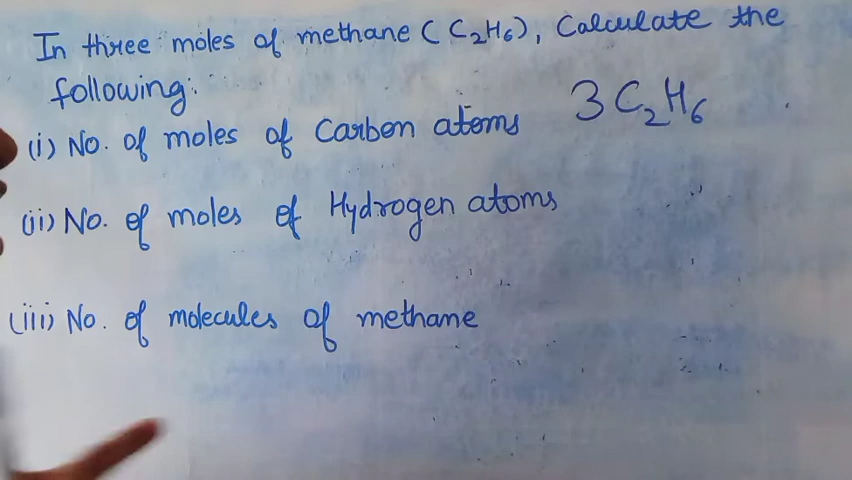 In three moles of methane (C₂H₆), Calculate the
following:
(i) No. of moles of Carbon atoms 3C₂H₆
(ii) No. of moles of Hydrogen atoms
(iii) No. of molecules of methane